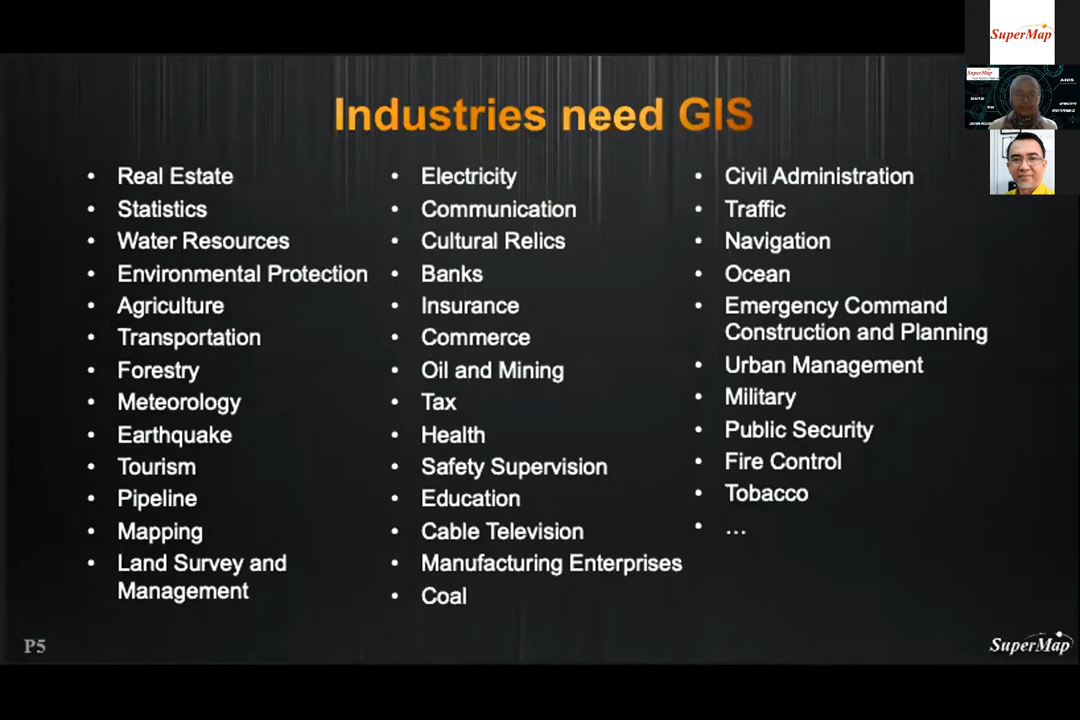 SuperMap
SuperMap
Industries need GIS
• Real Estate
• Statistics
• Water Resources
• Environmental Protection
• Agriculture
• Transportation
• Forestry
• Meteorology
• Earthquake
• Tourism
• Pipeline
• Mapping
• Land Survey and
Management
• Electricity
• Communication
• Cultural Relics
• Banks
• Insurance
• Commerce
• Oil and Mining
• Tax
• Health
• Safety Supervision
• Education
• Cable Television
• Manufacturing Enterprises
• Coal
• Civil Administration
• Traffic
• Navigation
• Ocean
• Emergency Command
Construction and Planning
• Urban Management
• Military
• Public Security
• Fire Control
• Tobacco
• …
P5
SuperMap